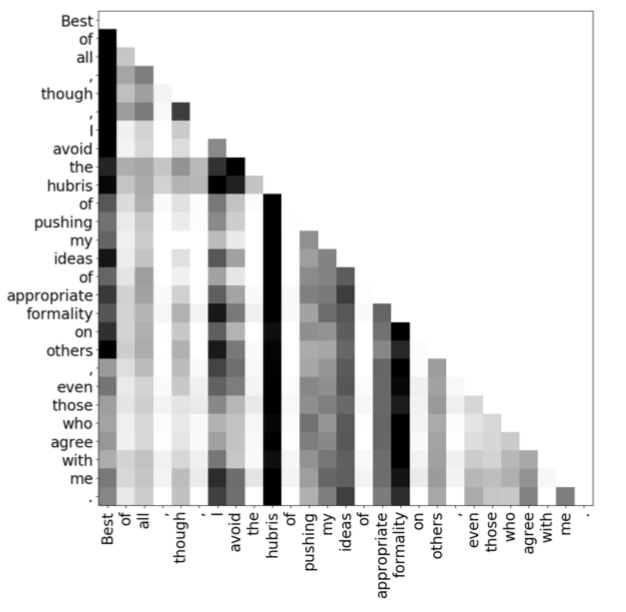 Best
of
all
,
though
,
I
avoid
the
hubris
of
pushing
my
ideas
of
appropriate
formality
on
others
,
even
those
who
agree
with
me
.
Best
of
all
,
though
,
I
avoid
the
hubris
of
pushing
my
ideas
of
appropriate
formality
on
others
,
even
those
who
agree
with
me
.